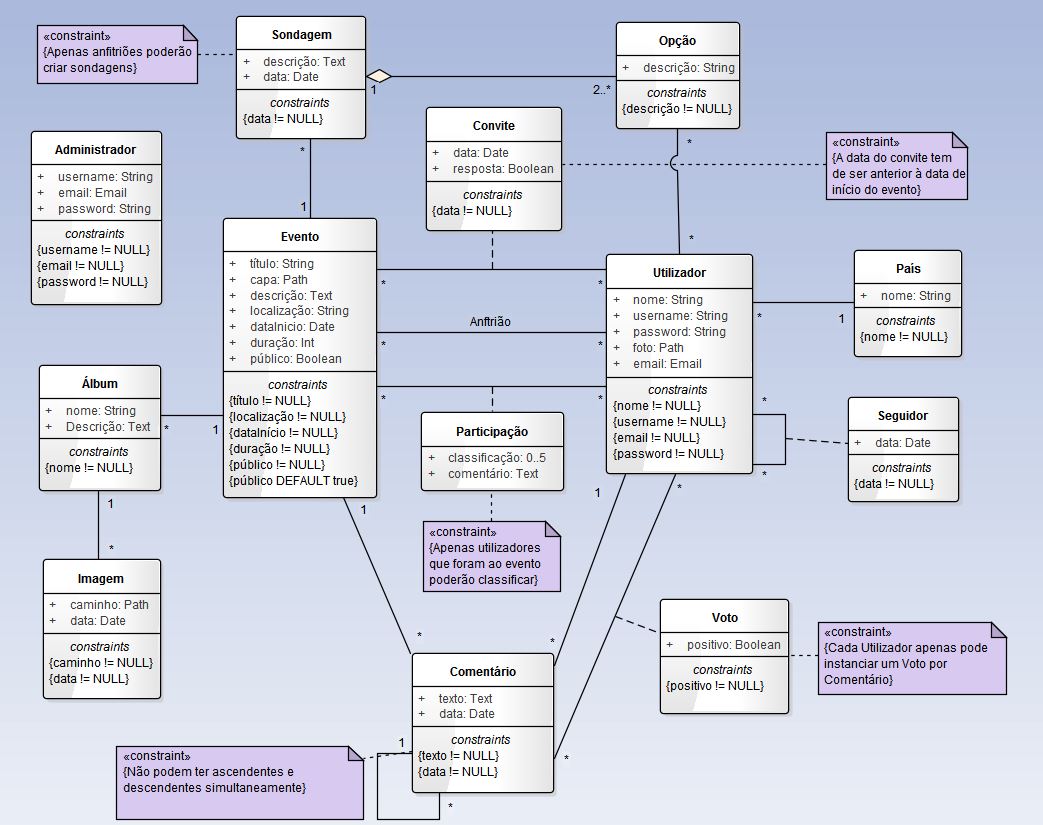 «constraint»
{Apenas anfitriões poderão
criar sondagens}
Sondagem
+ descrição: Text
+ data: Date
constraints
{data != NULL}
1
2..*
Opção
+ descrição: String
constraints
{descrição != NULL}
*
*
Convite
+ data: Date
+ resposta: Boolean
constraints
{data != NULL}
«constraint»
{A data do convite tem
de ser anterior à data de
início do evento}
Administrador
+ username: String
+ email: Email
+ password: String
constraints
{username != NULL}
{email != NULL}
{password != NULL}
*
1
Evento
+ título: String
+ capa: Path
+ descrição: Text
+ localização: String
+ dataInicio: Date
+ duração: Int
+ público: Boolean
constraints
{título != NULL}
{localização != NULL}
{dataInício != NULL}
{duração != NULL}
{público != NULL}
{público DEFAULT true}
*
*
Anftrião
*
*
*
*
Utilizador
+ nome: String
+ username: String
+ password: String
+ foto: Path
+ email: Email
constraints
{nome != NULL}
{username != NULL}
{email != NULL}
{password != NULL}
*
1
País
+ nome: String
constraints
{nome != NULL}
*
*
Seguidor
+ data: Date
constraints
{data != NULL}
Álbum
+ nome: String
+ Descrição: Text
constraints
{nome != NULL}
*
1
Participação
+ classificação: 0..5
+ comentário: Text
«constraint»
{Apenas utilizadores
que foram ao evento
poderão classificar}
1
*
Imagem
+ caminho: Path
+ data: Date
constraints
{caminho != NULL}
{data != NULL}
1
*
1
*
*
*
Voto
+ positivo: Boolean
constraints
{positivo != NULL}
«constraint»
{Cada Utilizador apenas pode
instanciar um Voto por
Comentário}
Comentário
+ texto: Text
+ data: Date
constraints
{texto != NULL}
{data != NULL}
1
*
«constraint»
{Não podem ter ascendentes e
descendentes simultaneamente}